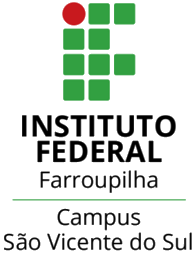 INSTITUTO
FEDERAL
Farroupilha
Campus
São Vicente do Sul